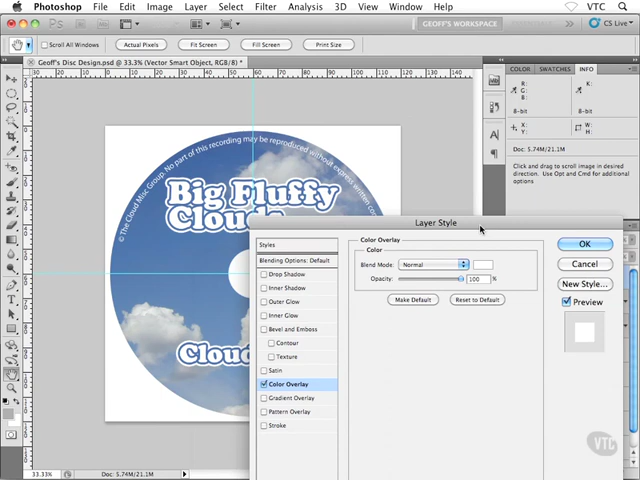 Photoshop File Edit Image Layer Select Filter Analysis 3D View Window Help VTC
33.3% GEOFF'S WORKSPACE ESSENTIALS CS Live
Scroll All Windows Actual Pixels Fit Screen Fill Screen Print Size
Geoff's Disc Design.psd @ 33.3% (Vector Smart Object, RGB/8) *
COLOR SWATCHES INFO
R:
G:
B:
K:
8-bit 8-bit
X:
Y:
W:
H:
Doc: 5.74M/21.1M
Click and drag to scroll image in desired
direction. Use Opt and Cmd for additional
options
© The Cloud Misc Group. No part of this recording may be reproduced without express written
Big Fluffy
Clouds
Cloud
Layer Style
Styles
Blending Options: Default
Drop Shadow
Inner Shadow
Outer Glow
Inner Glow
Bevel and Emboss
Contour
Texture
Satin
Color Overlay
Gradient Overlay
Pattern Overlay
Stroke
Color Overlay
Color
Blend Mode: Normal
Opacity: 100 %
Make Default Reset to Default
OK
Cancel
New Style...
Preview
33.33% Doc: 5.74M/21.1M
VTC